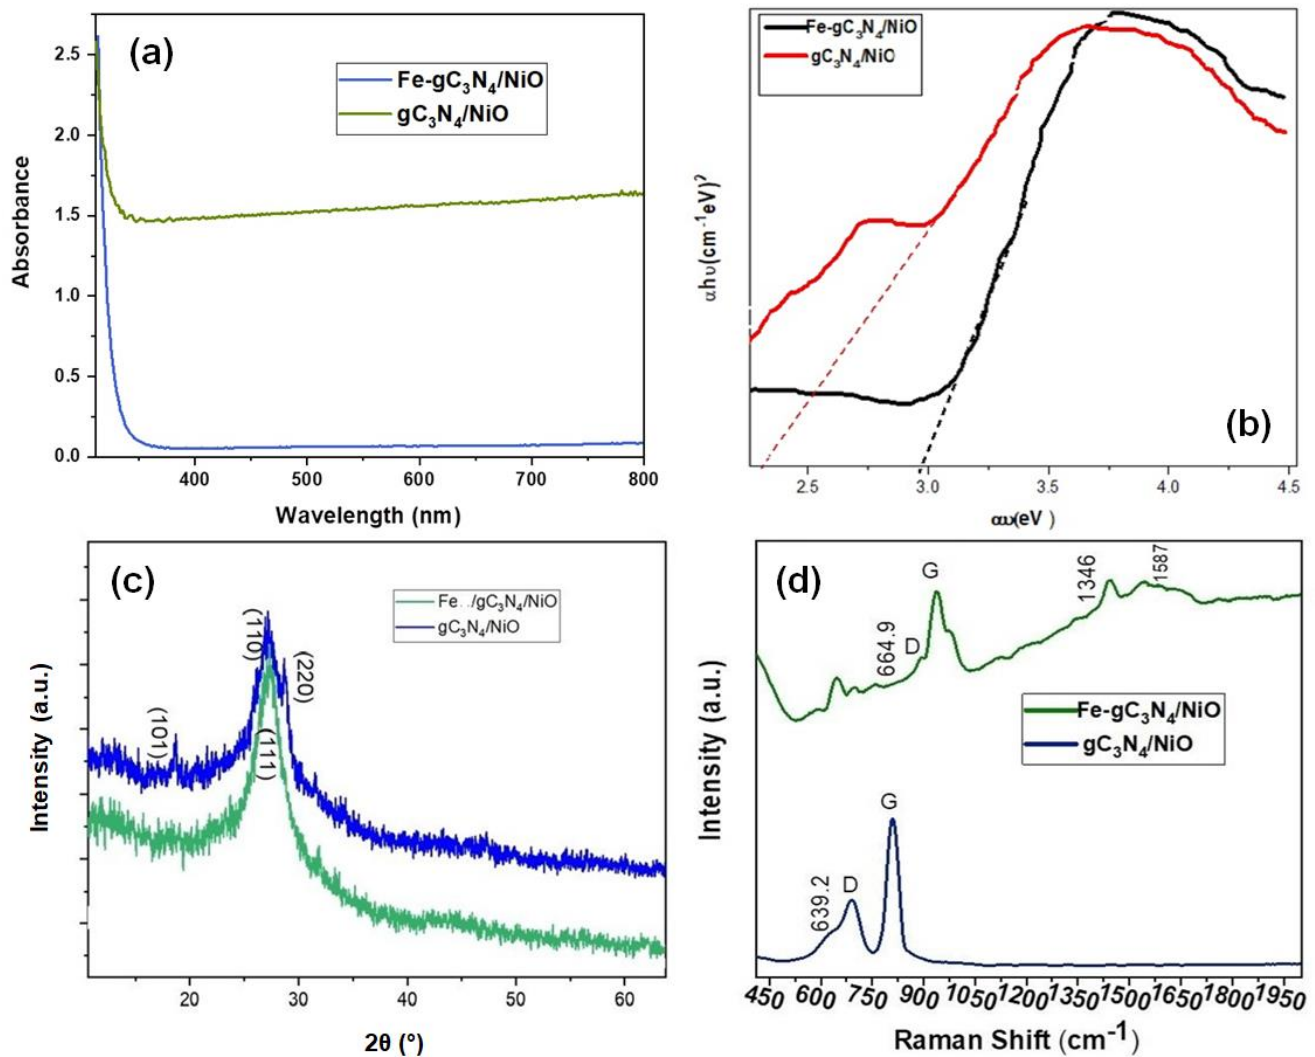 (a)
Fe-gC₃N₄/NiO
gC₃N₄/NiO
2.5
2.0
1.5
1.0
0.5
0.0
400 500 600 700 800
Absorbance
Wavelength (nm)
Fe-gC₃N₄/NiO
gC₃N₄/NiO
αhυ(cm⁻¹eV)²
(b)
2.5 3.0 3.5 4.0 4.5
αυ(eV )
(c)
Fe. ./gC₃N₄/NiO
gC₃N₄/NiO
(101)
(110)
(220)
(111)
Intensity (a.u.)
20 30 40 50 60
2θ (°)
(d)
G
D
664.9
1346
1587
Fe-gC₃N₄/NiO
gC₃N₄/NiO
G
D
639.2
Intensity (a.u.)
450 600 750 900 1050 1200 1350 1500 1650 1800 1950
Raman Shift (cm⁻¹)